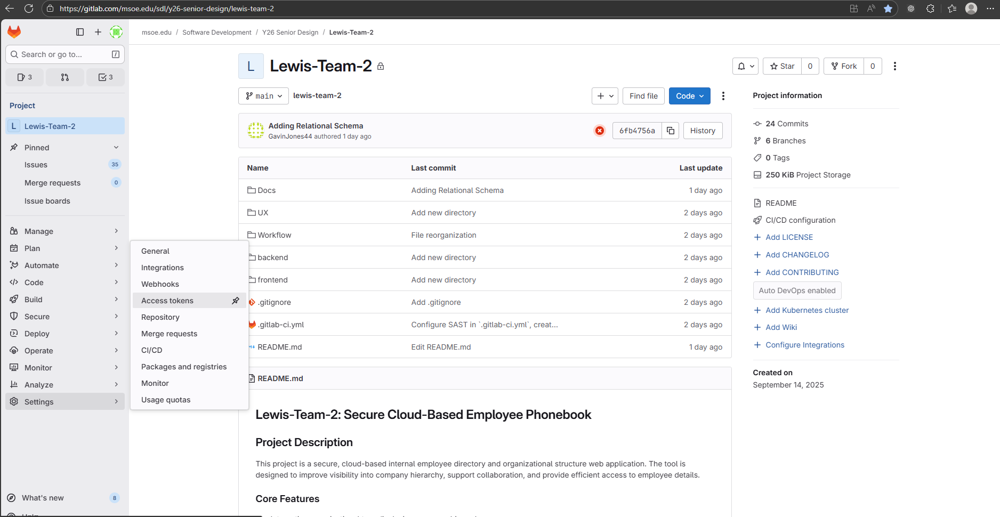 https://gitlab.com/msoe.edu/sdl/y26-senior-design/lewis-team-2
msoe.edu / Software Development / Y26 Senior Design / Lewis-Team-2
Search or go to... /
3
3
Project
L Lewis-Team-2
Pinned
Issues 35
Merge requests 0
Issue boards
Manage
Plan
Automate
Code
Build
Secure
Deploy
Operate
Monitor
Analyze
Settings
What's new 8
General
Integrations
Webhooks
Access tokens
Repository
Merge requests
CI/CD
Packages and registries
Monitor
Usage quotas
L Lewis-Team-2
Star 0 Fork 0
main lewis-team-2
Find file Code
Adding Relational Schema
GavinJones44 authored 1 day ago
6fb4756a History
Name Last commit Last update
Docs Adding Relational Schema 1 day ago
UX Add new directory 2 days ago
Workflow File reorganization 2 days ago
backend Add new directory 2 days ago
frontend Add new directory 2 days ago
.gitignore Add .gitignore 2 days ago
.gitlab-ci.yml Configure SAST in `.gitlab-ci.yml`, creat... 2 days ago
README.md Edit README.md 1 day ago
README.md
Lewis-Team-2: Secure Cloud-Based Employee Phonebook
Project Description
This project is a secure, cloud-based internal employee directory and organizational structure web application. The tool is
designed to improve visibility into company hierarchy, support collaboration, and provide efficient access to employee details.
Core Features
Project information
24 Commits
6 Branches
0 Tags
250 KiB Project Storage
README
CI/CD configuration
Add LICENSE
Add CHANGELOG
Add CONTRIBUTING
Auto DevOps enabled
Add Kubernetes cluster
Add Wiki
Configure Integrations
Created on
September 14, 2025